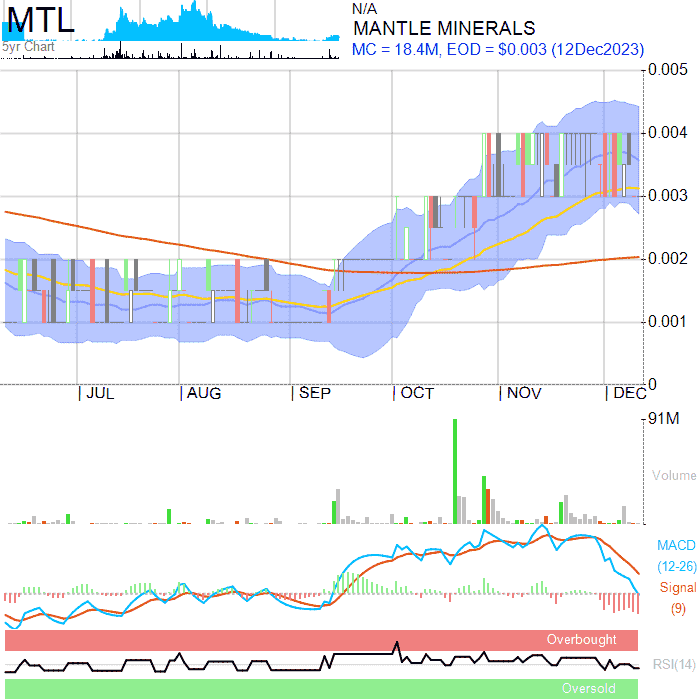 MTL
5yr Chart
N/A
MANTLE MINERALS
MC = 18.4M, EOD = $0.003 (12Dec2023)
0.005
0.004
0.003
0.002
0.001
0
| JUL | AUG | SEP | OCT | NOV | DEC
91M
Volume
MACD
(12-26)
Signal
(9)
Overbought
RSI(14)
Oversold